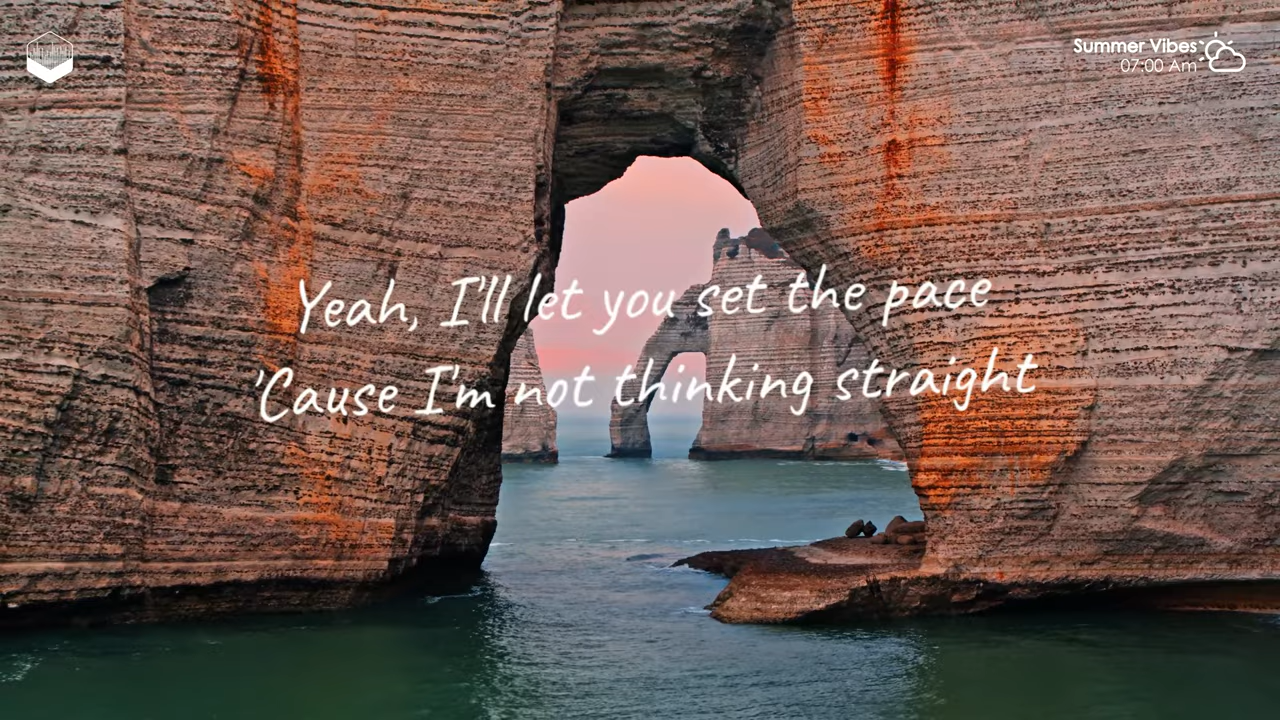 Summer Vibes
07:00 Am
Yeah, I'll let you set the pace
'Cause I'm not thinking straight